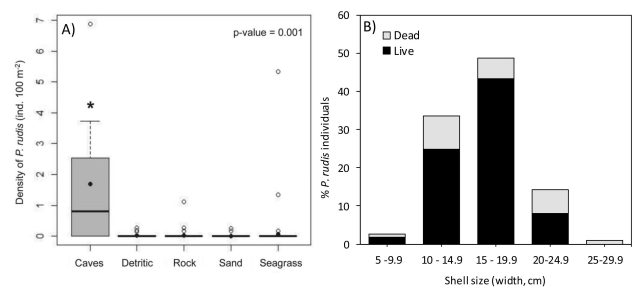 A)
p-value = 0.001
Density of P. rudis (ind. 100 m-2)
7
6
5
4
3
2
1
0
*
Caves Detritic Rock Sand Seagrass
B)
Dead
Live
% P. rudis individuals
60
50
40
30
20
10
0
5 -9.9 10 - 14.9 15 - 19.9 20-24.9 25-29.9
Shell size (width, cm)